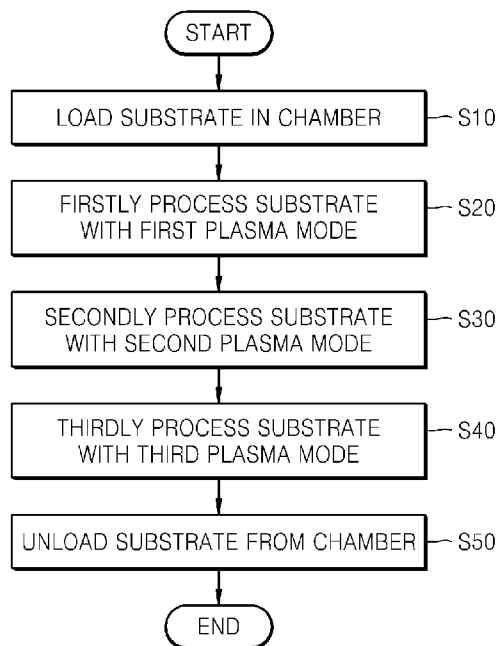 START
LOAD SUBSTRATE IN CHAMBER
S10
FIRSTLY PROCESS SUBSTRATE
WITH FIRST PLASMA MODE
S20
SECONDLY PROCESS SUBSTRATE
WITH SECOND PLASMA MODE
S30
THIRDLY PROCESS SUBSTRATE
WITH THIRD PLASMA MODE
S40
UNLOAD SUBSTRATE FROM CHAMBER
S50
END